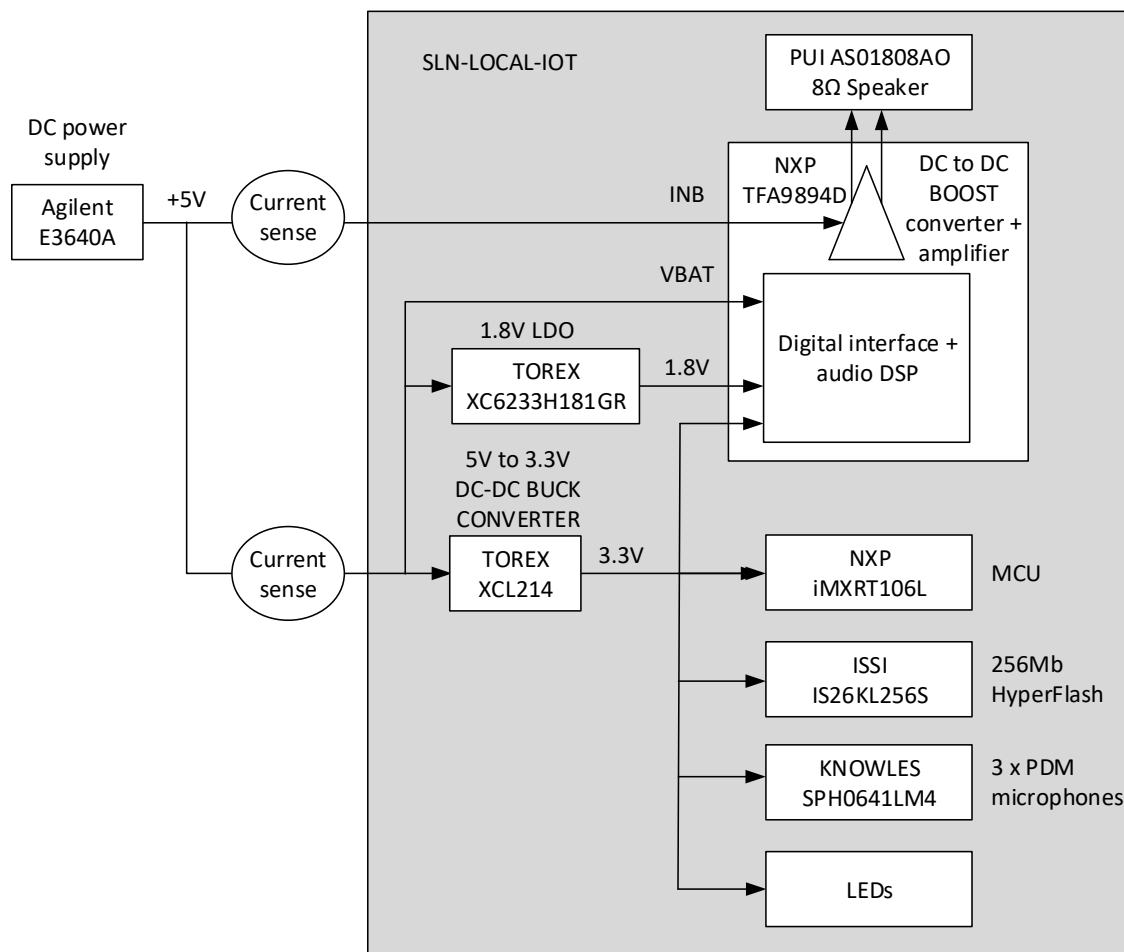 SLN-LOCAL-IOT
PUI AS01808AO
8Ω Speaker
DC power
supply
Agilent
E3640A
+5V
Current
sense
INB
NXP
TFA9894D
DC to DC
BOOST
converter +
amplifier
VBAT
Digital interface +
audio DSP
1.8V LDO
TOREX
XC6233H181GR
1.8V
5V to 3.3V
DC-DC BUCK
CONVERTER
Current
sense
TOREX
XCL214
3.3V
NXP
iMXRT106L
MCU
ISSI
IS26KL256S
256Mb
HyperFlash
KNOWLES
SPH0641LM4
3 x PDM
microphones
LEDs